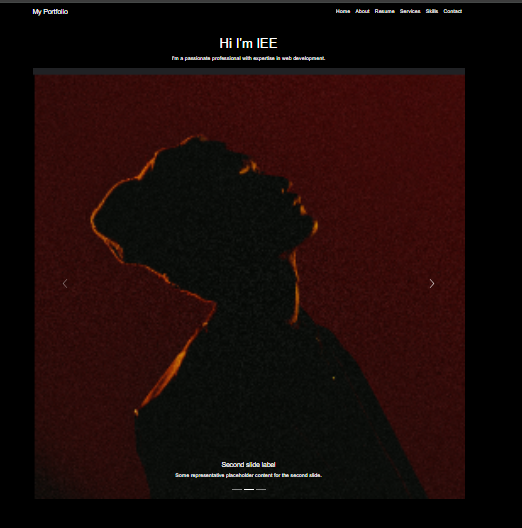 My Portfolio
Home About Resume Services Skills Contact
Hi I'm IEE
I'm a passionate professional with expertise in web development.
Second slide label
Some representative placeholder content for the second slide.